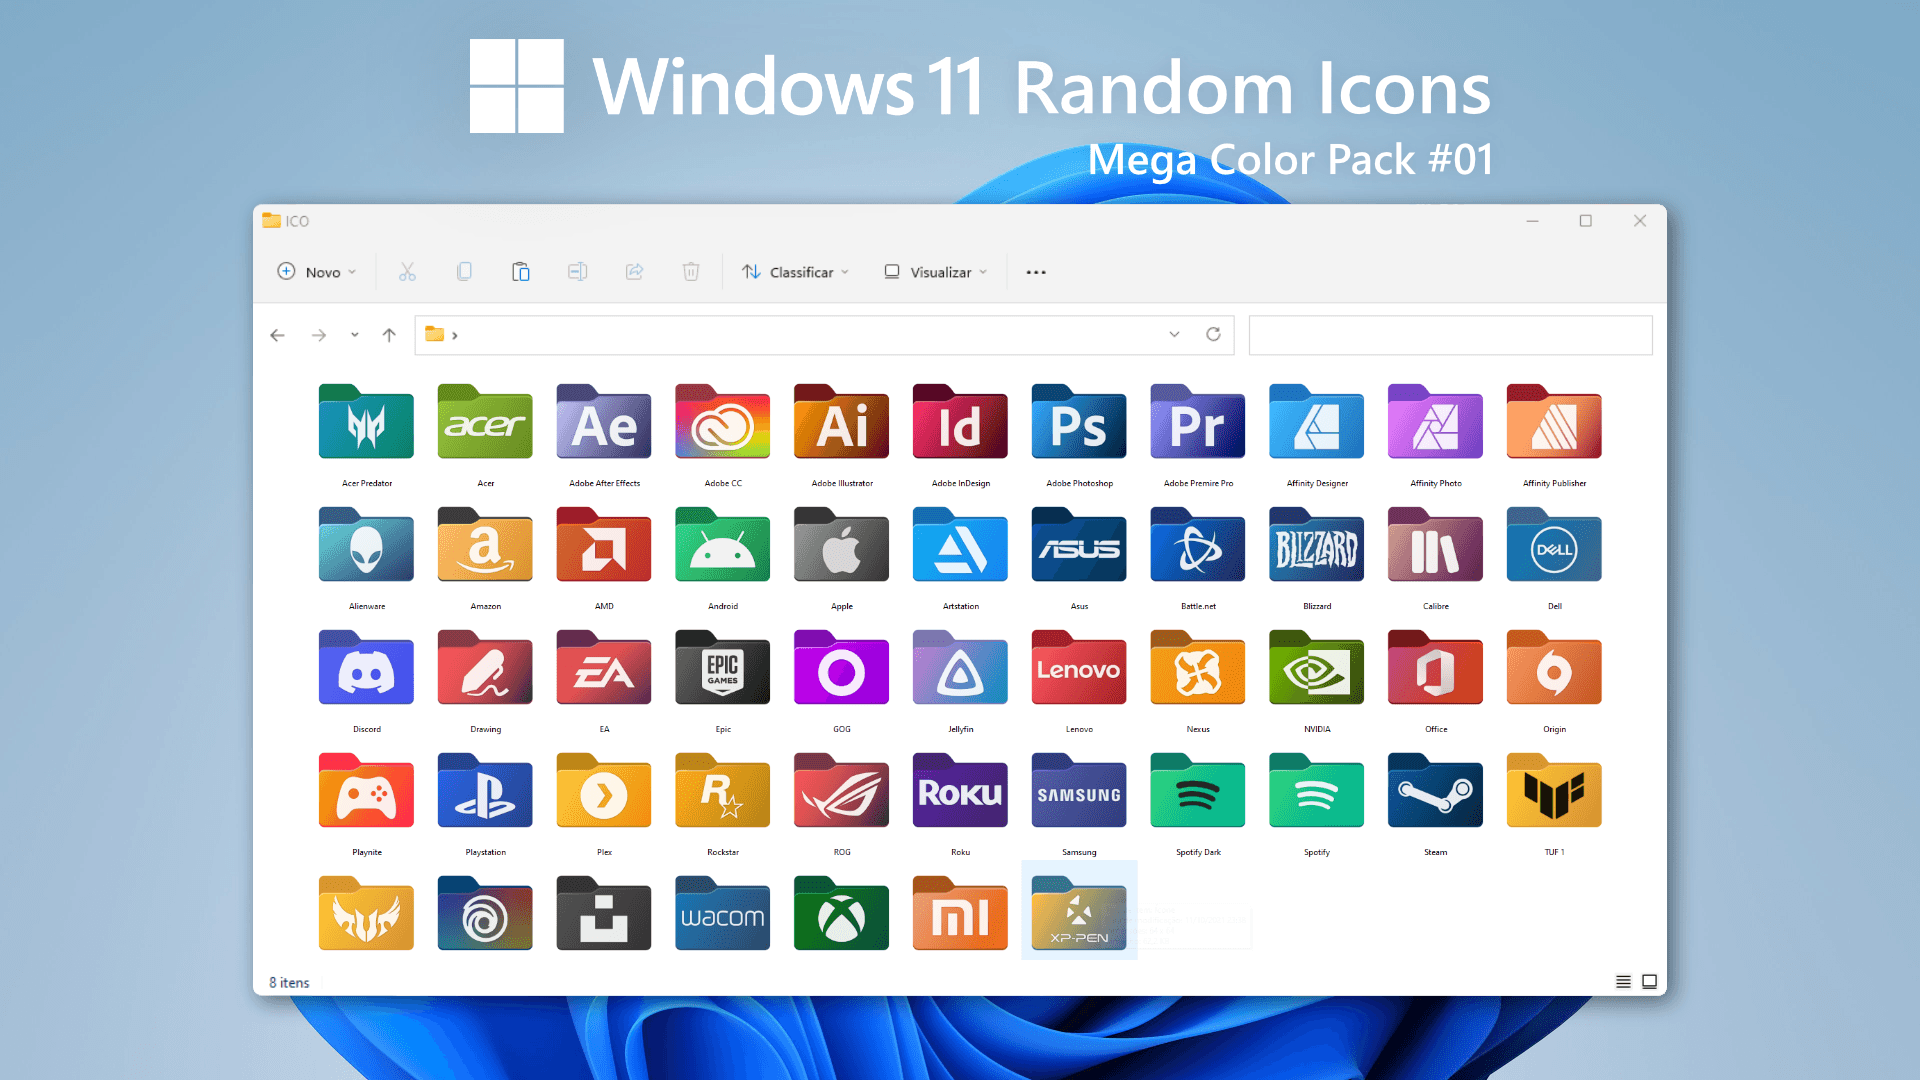 Windows 11 Random Icons
Mega Color Pack #01
ICO
Novo
Classificar
Visualizar
acer
Ae
Ai
Id
Ps
Pr
Acer Predator
Acer
Adobe After Effects
Adobe CC
Adobe Illustrator
Adobe InDesign
Adobe Photoshop
Adobe Premire Pro
Affinity Designer
Affinity Photo
Affinity Publisher
a
ASUS
BLIZZARD
DELL
Alienware
Amazon
AMD
Android
Apple
Artstation
Asus
Battle.net
Blizzard
Calibre
Dell
EA
EPIC
GAMES
Lenovo
Discord
Drawing
EA
Epic
GOG
Jellyfin
Lenovo
Nexus
NVIDIA
Office
Origin
R
ROKU
SAMSUNG
Playnite
Playstation
Plex
Rockstar
ROG
Roku
Samsung
Spotify Dark
Spotify
Steam
TUF 1
wacom
mi
XP-PEN
8 itens